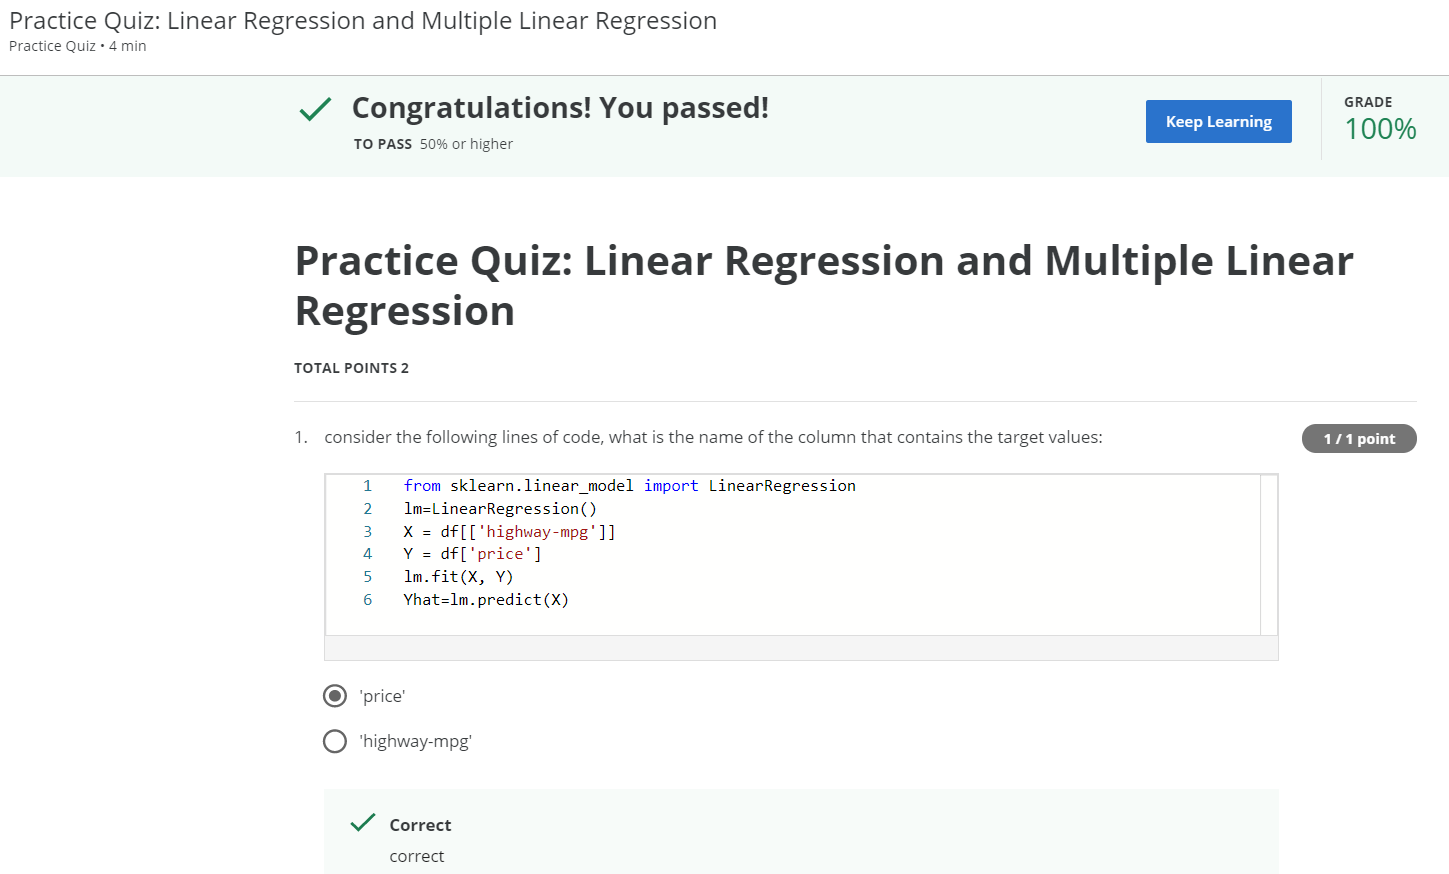 Practice Quiz: Linear Regression and Multiple Linear Regression
Practice Quiz • 4 min
Congratulations! You passed!
TO PASS 50% or higher
Keep Learning
GRADE
100%
Practice Quiz: Linear Regression and Multiple Linear
Regression
TOTAL POINTS 2
1. consider the following lines of code, what is the name of the column that contains the target values:
1 / 1 point
1 from sklearn.linear_model import LinearRegression
2 lm=LinearRegression()
3 X = df[['highway-mpg']]
4 Y = df['price']
5 lm.fit(X, Y)
6 Yhat=lm.predict(X)
'price'
'highway-mpg'
Correct
correct